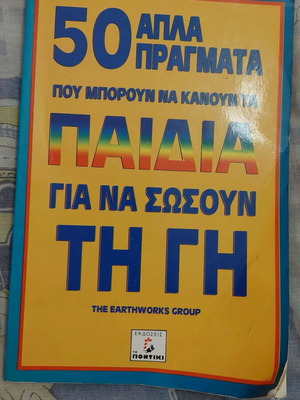 50 ΑΠΛΑ
ΠΡΑΓΜΑΤΑ
ΠΟΥ ΜΠΟΡΟΥΝ ΝΑ ΚΑΝΟΥΝ ΤΑ
ΠΑΙΔΙΑ
ΓΙΑ ΝΑ ΣΩΣΟΥΝ
ΤΗ ΓΗ
THE EARTHWORKS GROUP
ΕΚΔΟΣΕΙΣ
ΤΟ ΠΟΝΤΙΚΙ